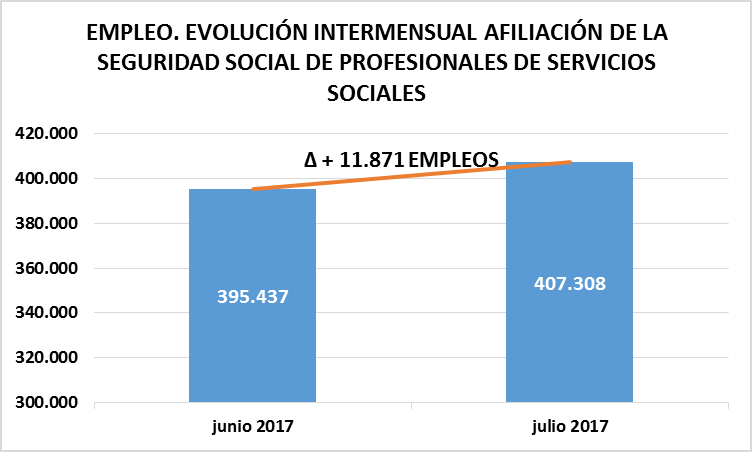 EMPLEO. EVOLUCIÓN INTERMENSUAL AFILIACIÓN DE LA
SEGURIDAD SOCIAL DE PROFESIONALES DE SERVICIOS
SOCIALES
420.000
400.000
380.000
360.000
340.000
320.000
300.000
Δ + 11.871 EMPLEOS
395.437
407.308
junio 2017
julio 2017